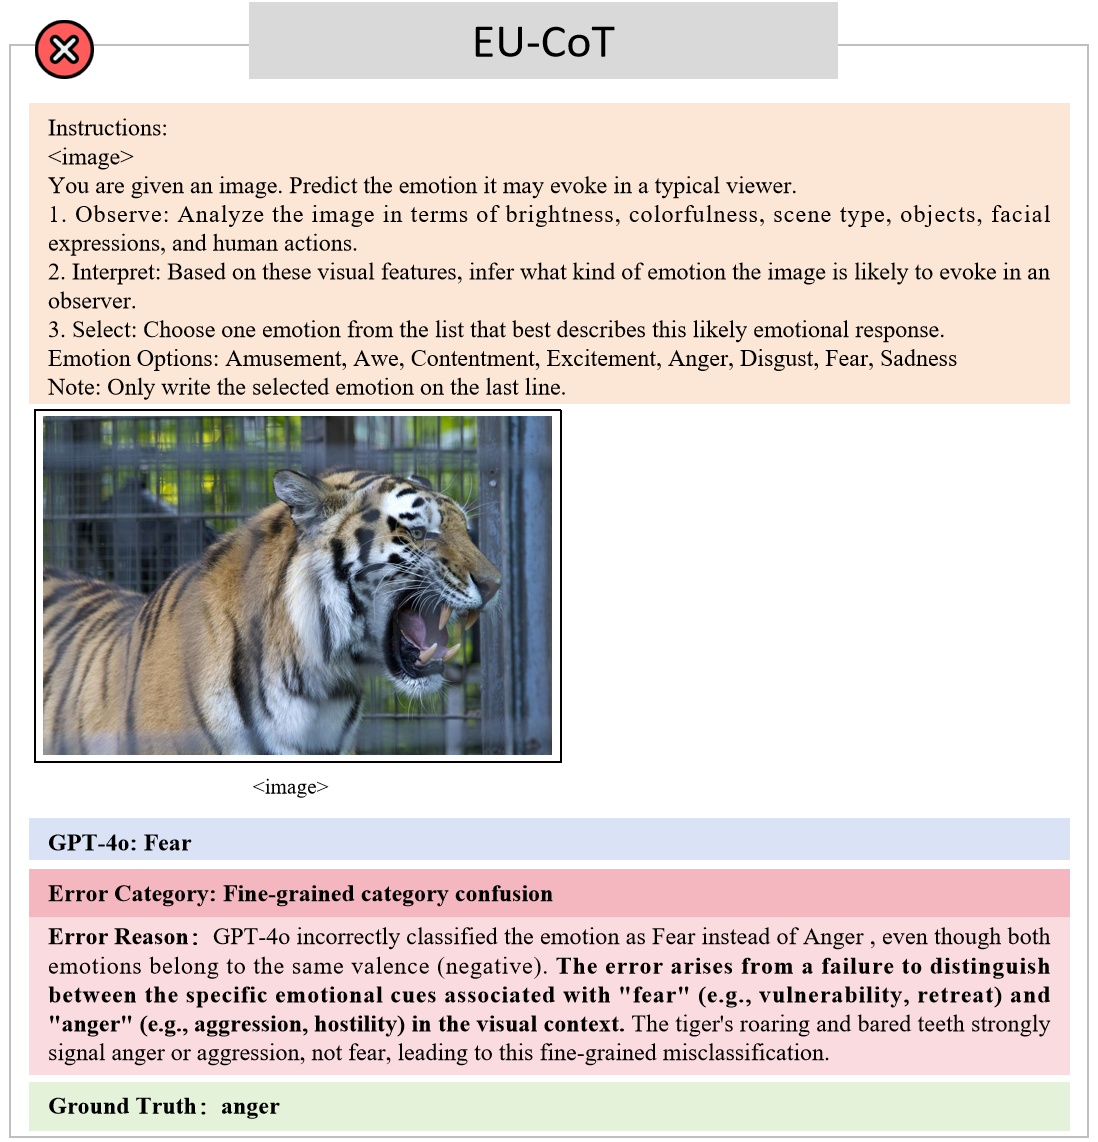 EU-CoT
Instructions:
<image>
You are given an image. Predict the emotion it may evoke in a typical viewer.
1. Observe: Analyze the image in terms of brightness, colorfulness, scene type, objects, facial
expressions, and human actions.
2. Interpret: Based on these visual features, infer what kind of emotion the image is likely to evoke in an
observer.
3. Select: Choose one emotion from the list that best describes this likely emotional response.
Emotion Options: Amusement, Awe, Contentment, Excitement, Anger, Disgust, Fear, Sadness
Note: Only write the selected emotion on the last line.
<image>
GPT-4o: Fear
Error Category: Fine-grained category confusion
Error Reason： GPT-4o incorrectly classified the emotion as Fear instead of Anger , even though both
emotions belong to the same valence (negative). The error arises from a failure to distinguish
between the specific emotional cues associated with "fear" (e.g., vulnerability, retreat) and
"anger" (e.g., aggression, hostility) in the visual context. The tiger's roaring and bared teeth strongly
signal anger or aggression, not fear, leading to this fine-grained misclassification.
Ground Truth： anger